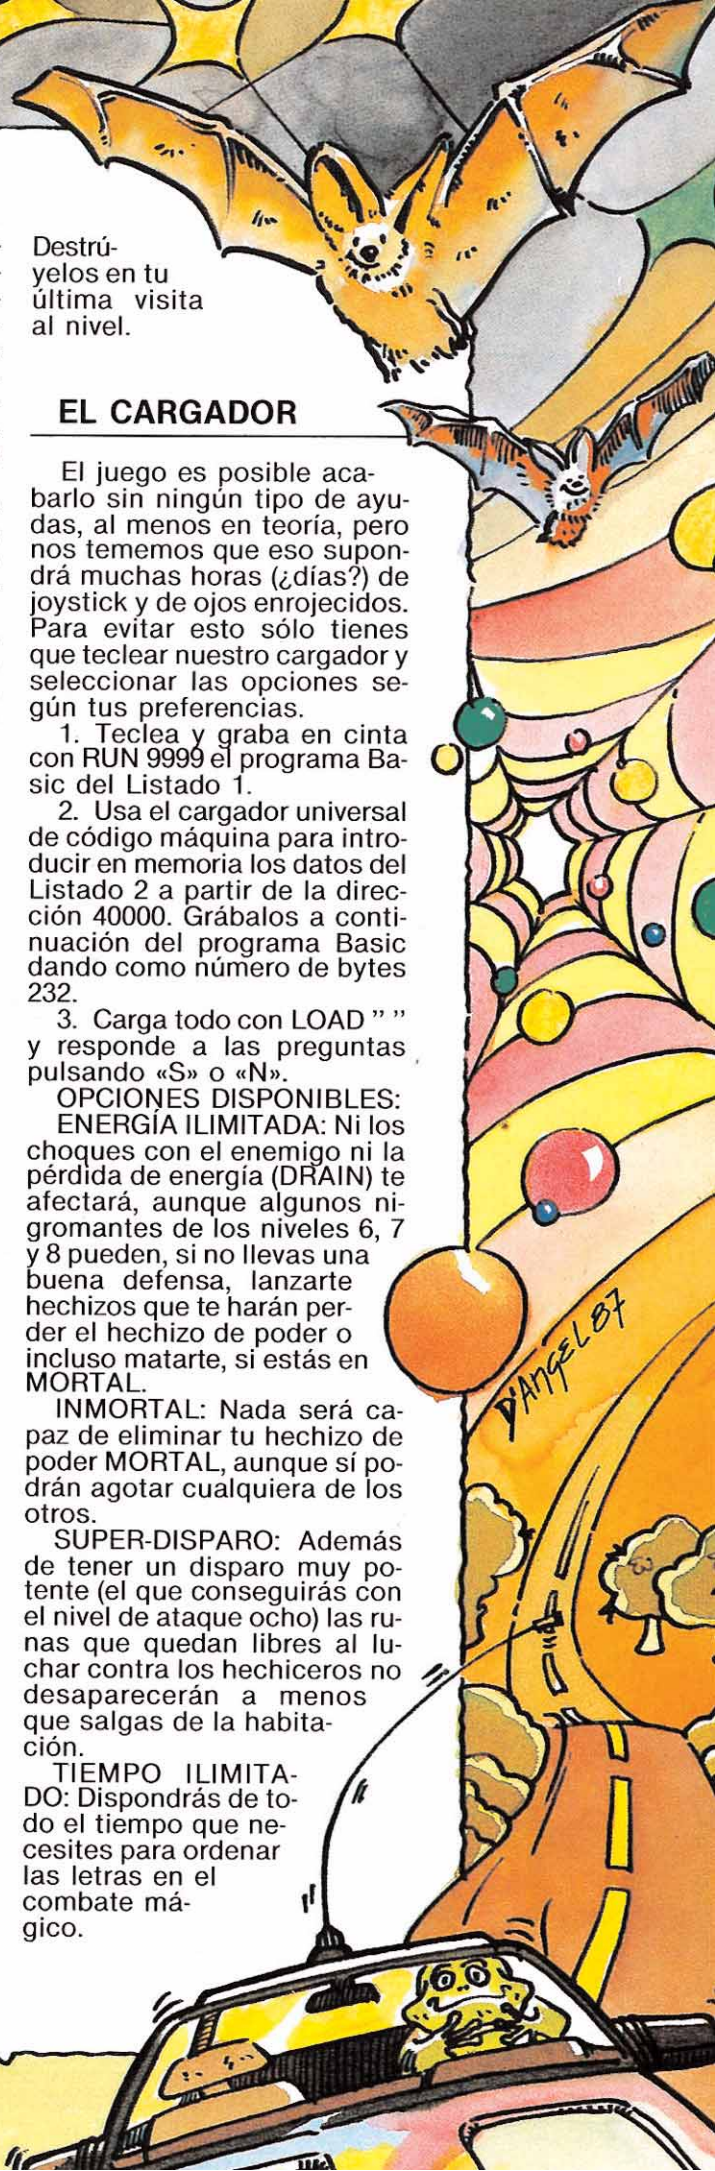 Destrú-
yelos en tu
última visita
al nivel.
EL CARGADOR
El juego es posible aca-
barlo sin ningún tipo de ayu-
das, al menos en teoría, pero
nos tememos que eso supon-
drá muchas horas (¿días?) de
joystick y de ojos enrojecidos.
Para evitar esto sólo tienes
que teclear nuestro cargador y
seleccionar las opciones se-
gún tus preferencias.
1. Teclea y graba en cinta
con RUN 9999 el programa Ba-
sic del Listado 1.
2. Usa el cargador universal
de código máquina para intro-
ducir en memoria los datos del
Listado 2 a partir de la direc-
ción 40000. Grábalos a conti-
nuación del programa Basic
dando como número de bytes
232.
3. Carga todo con LOAD " "
y responde a las preguntas
pulsando «S» o «N».
OPCIONES DISPONIBLES:
ENERGÍA ILIMITADA: Ni los
choques con el enemigo ni la
pérdida de energía (DRAIN) te
afectará, aunque algunos ni-
gromantes de los niveles 6, 7
y 8 pueden, si no llevas una
buena defensa, lanzarte
hechizos que te harán per-
der el hechizo de poder o
incluso matarte, si estás en
MORTAL.
INMORTAL: Nada será ca-
paz de eliminar tu hechizo de
poder MORTAL, aunque sí po-
drán agotar cualquiera de los
otros.
SUPER-DISPARO: Además
de tener un disparo muy po-
tente (el que conseguirás con
el nivel de ataque ocho) las ru-
nas que quedan libres al lu-
char contra los hechiceros no
desaparecerán a menos
que salgas de la habita-
ción.
TIEMPO ILIMITA-
DO: Dispondrás de to-
do el tiempo que ne-
cesites para ordenar
las letras en el
combate má-
gico.
D'ANGEL 87